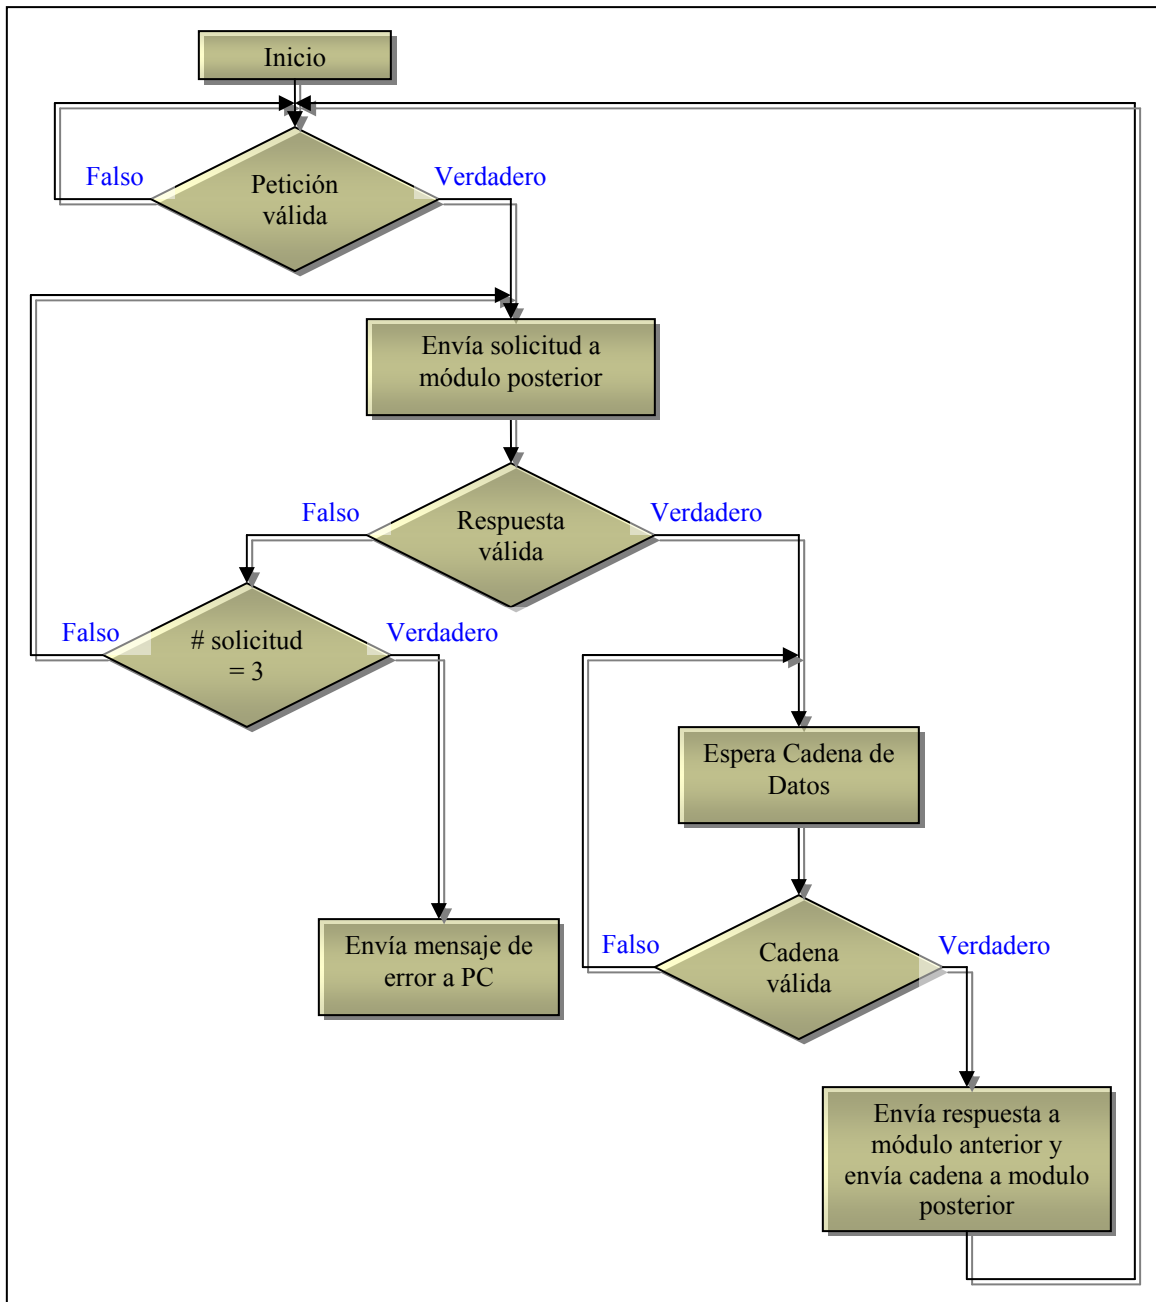 Inicio
Falso
Verdadero
Petición
válida
Envía solicitud a
módulo posterior
Falso
Verdadero
Respuesta
válida
Falso
Verdadero
# solicitud
= 3
Espera Cadena de
Datos
Envía mensaje de
error a PC
Falso
Verdadero
Cadena
válida
Envía respuesta a
módulo anterior y
envía cadena a modulo
posterior